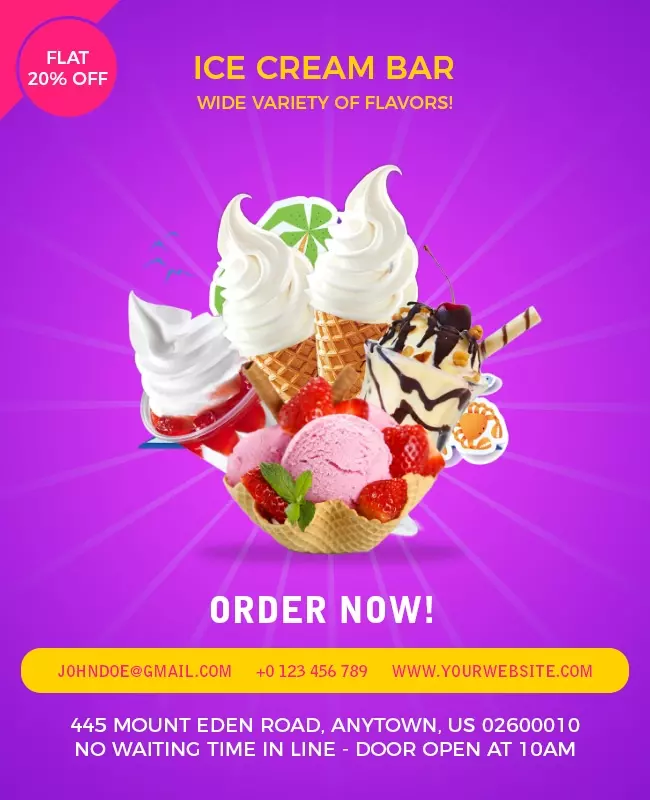 FLAT
20% OFF
ICE CREAM BAR
WIDE VARIETY OF FLAVORS!
ORDER NOW!
JOHNDOE@GMAIL.COM +0 123 456 789 WWW.YOURWEBSITE.COM
445 MOUNT EDEN ROAD, ANYTOWN, US 02600010
NO WAITING TIME IN LINE - DOOR OPEN AT 10AM